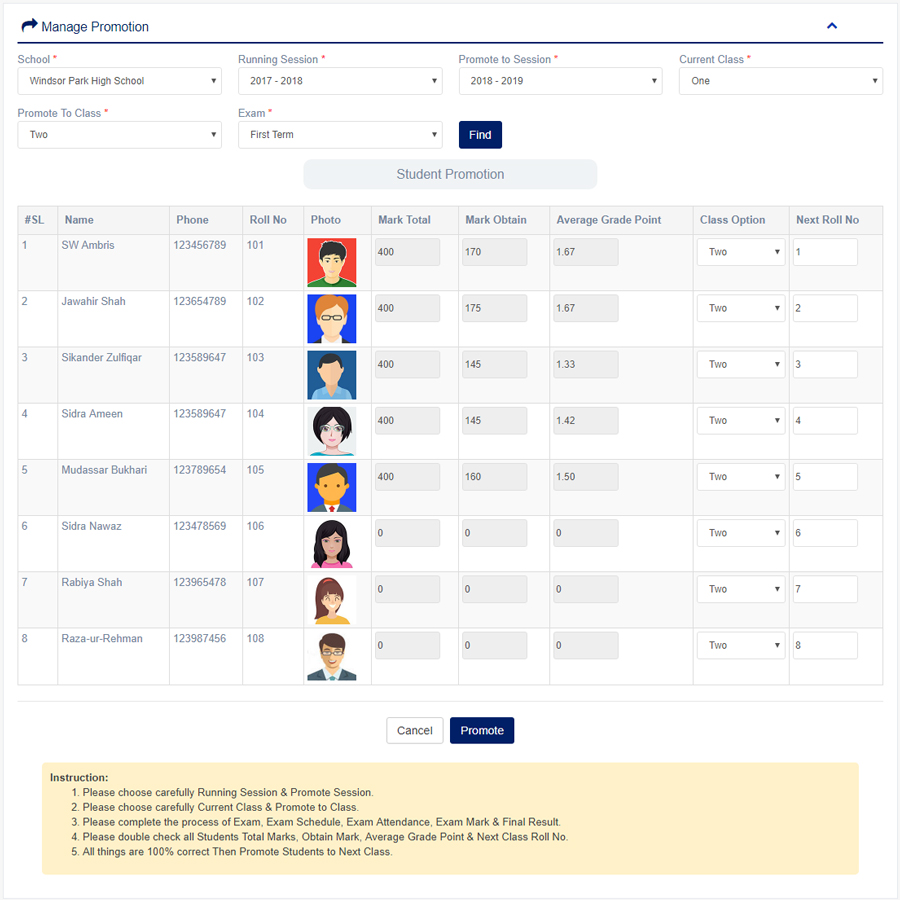 Manage Promotion
School * Running Session * Promote to Session * Current Class *
Windsor Park High School 2017 - 2018 2018 - 2019 One
Promote To Class * Exam *
Two First Term Find
Student Promotion
#SL Name Phone Roll No Photo Mark Total Mark Obtain Average Grade Point Class Option Next Roll No
1 SW Ambris 123456789 101 400 170 1.67 Two 1
2 Jawahir Shah 123654789 102 400 175 1.67 Two 2
3 Sikander Zulfiqar 123589647 103 400 145 1.33 Two 3
4 Sidra Ameen 123589647 104 400 145 1.42 Two 4
5 Mudassar Bukhari 123789654 105 400 160 1.50 Two 5
6 Sidra Nawaz 123478569 106 0 0 0 Two 6
7 Rabiya Shah 123965478 107 0 0 0 Two 7
8 Raza-ur-Rehman 123987456 108 0 0 0 Two 8
Cancel Promote
Instruction:
1. Please choose carefully Running Session & Promote Session.
2. Please choose carefully Current Class & Promote to Class.
3. Please complete the process of Exam, Exam Schedule, Exam Attendance, Exam Mark & Final Result.
4. Please double check all Students Total Marks, Obtain Mark, Average Grade Point & Next Class Roll No.
5. All things are 100% correct Then Promote Students to Next Class.